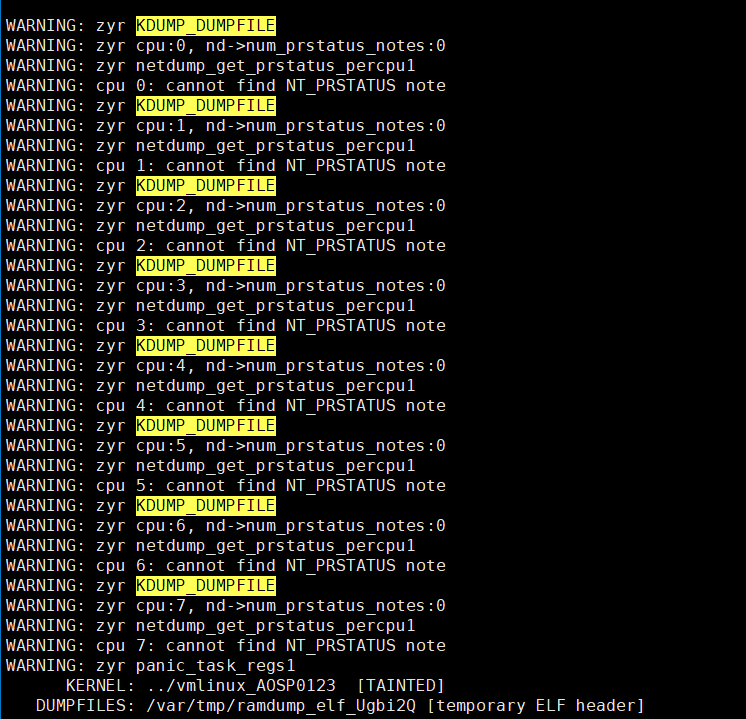 WARNING: zyr KDUMP_DUMPFILE
WARNING: zyr cpu:0, nd->num_prstatus_notes:0
WARNING: zyr netdump_get_prstatus_percpu1
WARNING: cpu 0: cannot find NT_PRSTATUS note
WARNING: zyr KDUMP_DUMPFILE
WARNING: zyr cpu:1, nd->num_prstatus_notes:0
WARNING: zyr netdump_get_prstatus_percpu1
WARNING: cpu 1: cannot find NT_PRSTATUS note
WARNING: zyr KDUMP_DUMPFILE
WARNING: zyr cpu:2, nd->num_prstatus_notes:0
WARNING: zyr netdump_get_prstatus_percpu1
WARNING: cpu 2: cannot find NT_PRSTATUS note
WARNING: zyr KDUMP_DUMPFILE
WARNING: zyr cpu:3, nd->num_prstatus_notes:0
WARNING: zyr netdump_get_prstatus_percpu1
WARNING: cpu 3: cannot find NT_PRSTATUS note
WARNING: zyr KDUMP_DUMPFILE
WARNING: zyr cpu:4, nd->num_prstatus_notes:0
WARNING: zyr netdump_get_prstatus_percpu1
WARNING: cpu 4: cannot find NT_PRSTATUS note
WARNING: zyr KDUMP_DUMPFILE
WARNING: zyr cpu:5, nd->num_prstatus_notes:0
WARNING: zyr netdump_get_prstatus_percpu1
WARNING: cpu 5: cannot find NT_PRSTATUS note
WARNING: zyr KDUMP_DUMPFILE
WARNING: zyr cpu:6, nd->num_prstatus_notes:0
WARNING: zyr netdump_get_prstatus_percpu1
WARNING: cpu 6: cannot find NT_PRSTATUS note
WARNING: zyr KDUMP_DUMPFILE
WARNING: zyr cpu:7, nd->num_prstatus_notes:0
WARNING: zyr netdump_get_prstatus_percpu1
WARNING: cpu 7: cannot find NT_PRSTATUS note
WARNING: zyr panic_task_regs1
KERNEL: ../vmlinux_AOSP0123 [TAINTED]
DUMPFILES: /var/tmp/ramdump_elf_Ugbi2Q [temporary ELF header]